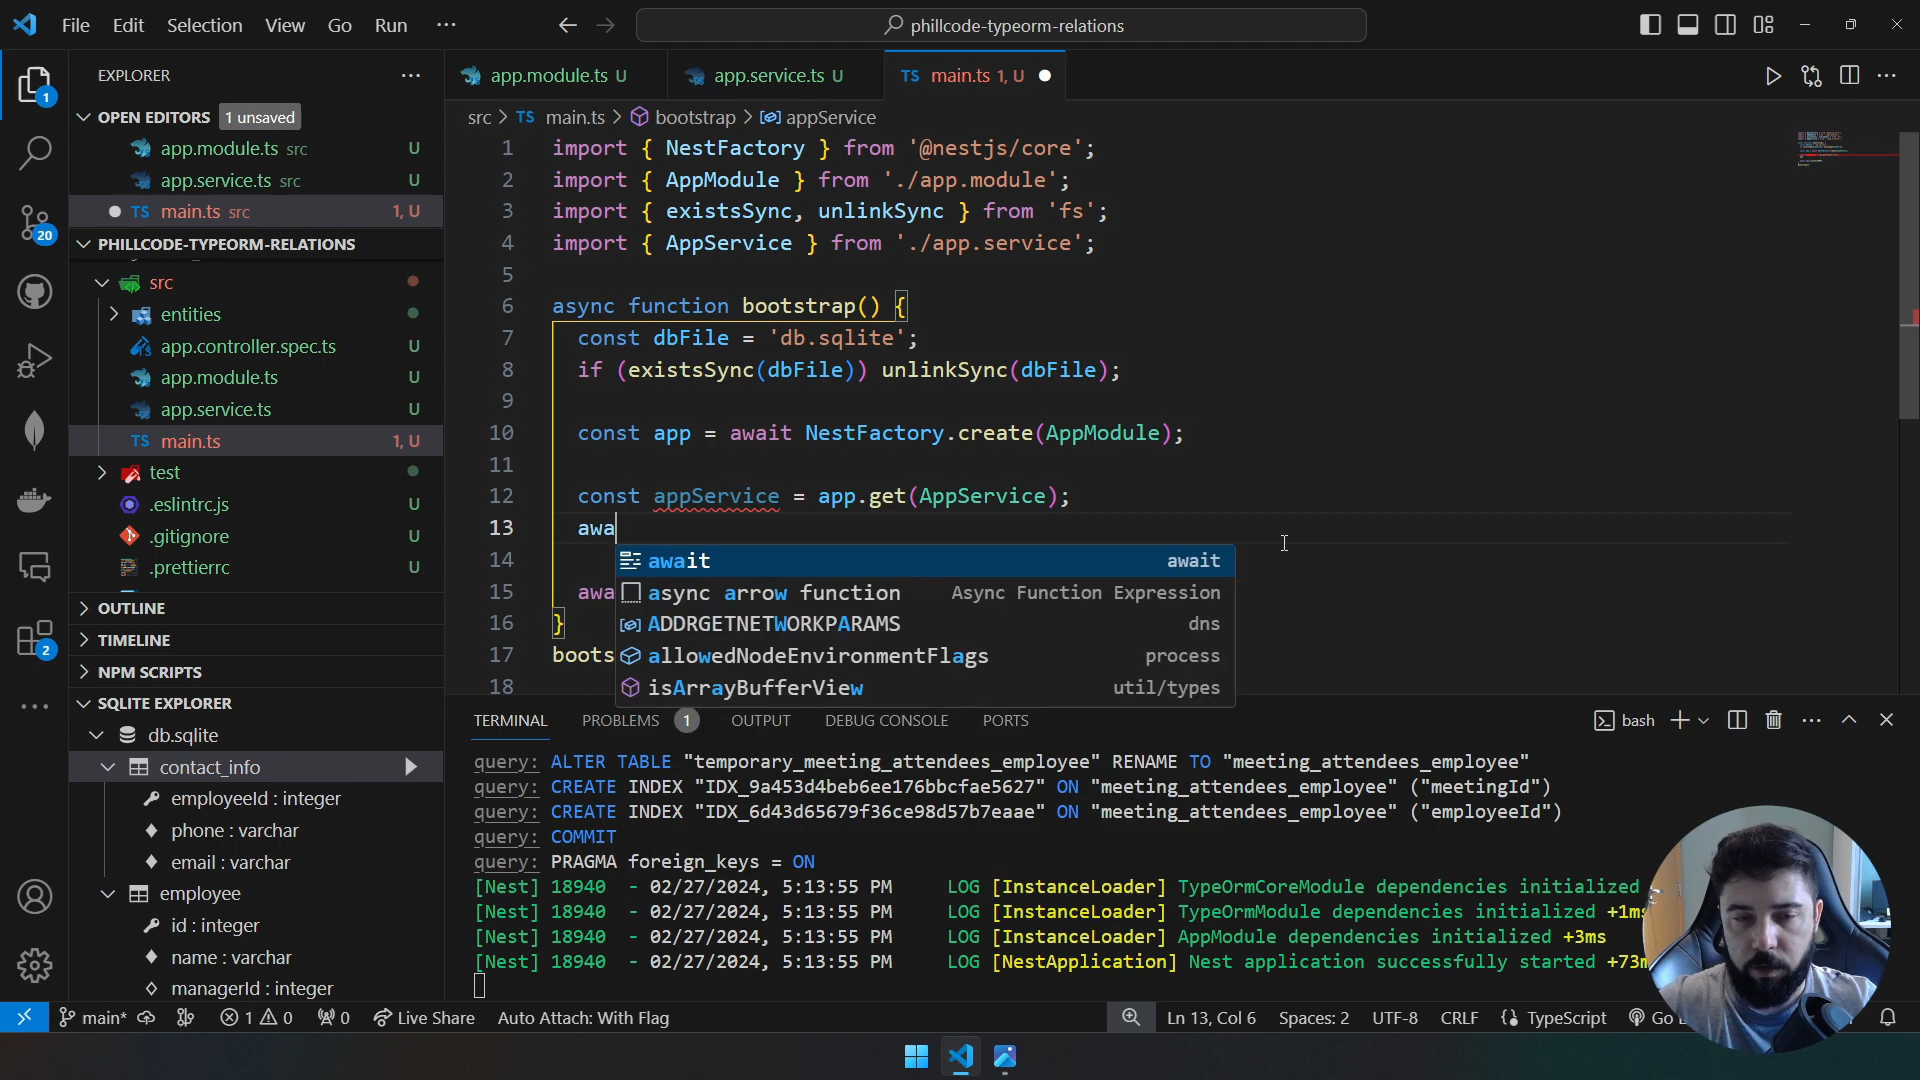 File Edit Selection View Go Run ···
phillcode-typeorm-relations
EXPLORER ···
OPEN EDITORS 1 unsaved
app.module.ts src U
app.service.ts src U
main.ts src 1, U
PHILLCODE-TYPEORM-RELATIONS
src
entities
app.controller.spec.ts U
app.module.ts U
app.service.ts U
main.ts 1, U
test
.eslintrc.js U
.gitignore U
.prettierrc U
OUTLINE
TIMELINE
NPM SCRIPTS
SQLITE EXPLORER
db.sqlite
contact_info
employeeId : integer
phone : varchar
email : varchar
employee
id : integer
name : varchar
managerId : integer
1
20
2
app.module.ts U
app.service.ts U
TS main.ts 1, U
src > TS main.ts > bootstrap > appService
1 import { NestFactory } from '@nestjs/core';
2 import { AppModule } from './app.module';
3 import { existsSync, unlinkSync } from 'fs';
4 import { AppService } from './app.service';
5
6 async function bootstrap() {
7 const dbFile = 'db.sqlite';
8 if (existsSync(dbFile)) unlinkSync(dbFile);
9
10 const app = await NestFactory.create(AppModule);
11
12 const appService = app.get(AppService);
13 awa
14
15 awa
16 }
17 boots
18
await await
async arrow function Async Function Expression
ADDRGETNETWORKPARAMS dns
allowedNodeEnvironmentFlags process
isArrayBufferView util/types
TERMINAL PROBLEMS 1 OUTPUT DEBUG CONSOLE PORTS
bash
query: ALTER TABLE "temporary_meeting_attendees_employee" RENAME TO "meeting_attendees_employee"
query: CREATE INDEX "IDX_9a453d4beb6ee176bbcfae5627" ON "meeting_attendees_employee" ("meetingId")
query: CREATE INDEX "IDX_6d43d65679f36ce98d57b7eaae" ON "meeting_attendees_employee" ("employeeId")
query: COMMIT
query: PRAGMA foreign_keys = ON
[Nest] 18940 - 02/27/2024, 5:13:55 PM LOG [InstanceLoader] TypeOrmCoreModule dependencies initialized
[Nest] 18940 - 02/27/2024, 5:13:55 PM LOG [InstanceLoader] TypeOrmModule dependencies initialized +1ms
[Nest] 18940 - 02/27/2024, 5:13:55 PM LOG [InstanceLoader] AppModule dependencies initialized +3ms
[Nest] 18940 - 02/27/2024, 5:13:55 PM LOG [NestApplication] Nest application successfully started +73m
main* 1 0 0 Live Share Auto Attach: With Flag
Ln 13, Col 6 Spaces: 2 UTF-8 CRLF TypeScript Go